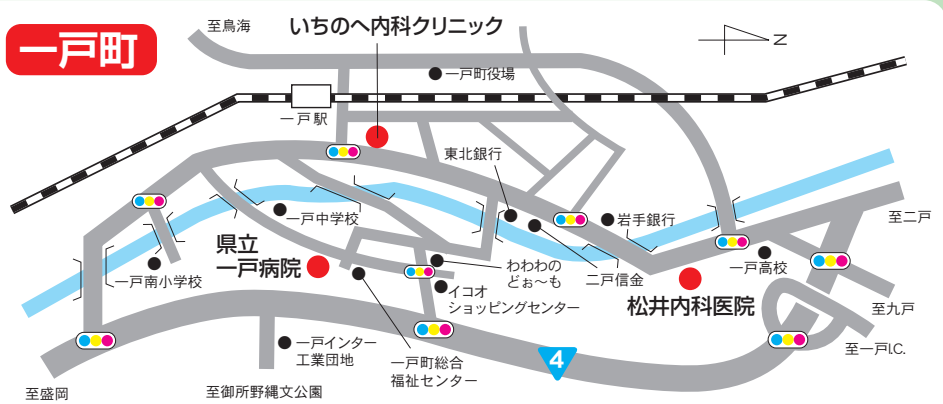 一戸町
至鳥海
いちのへ内科クリニック
N
一戸町役場
一戸駅
東北銀行
一戸中学校
岩手銀行
至二戸
県立
一戸病院
一戸南小学校
わわわの
どぉ〜も
二戸信金
一戸高校
イコオ
ショッピングセンター
松井内科医院
至九戸
一戸インター
工業団地
一戸町総合
福祉センター
4
至一戸I.C.
至盛岡
至御所野縄文公園